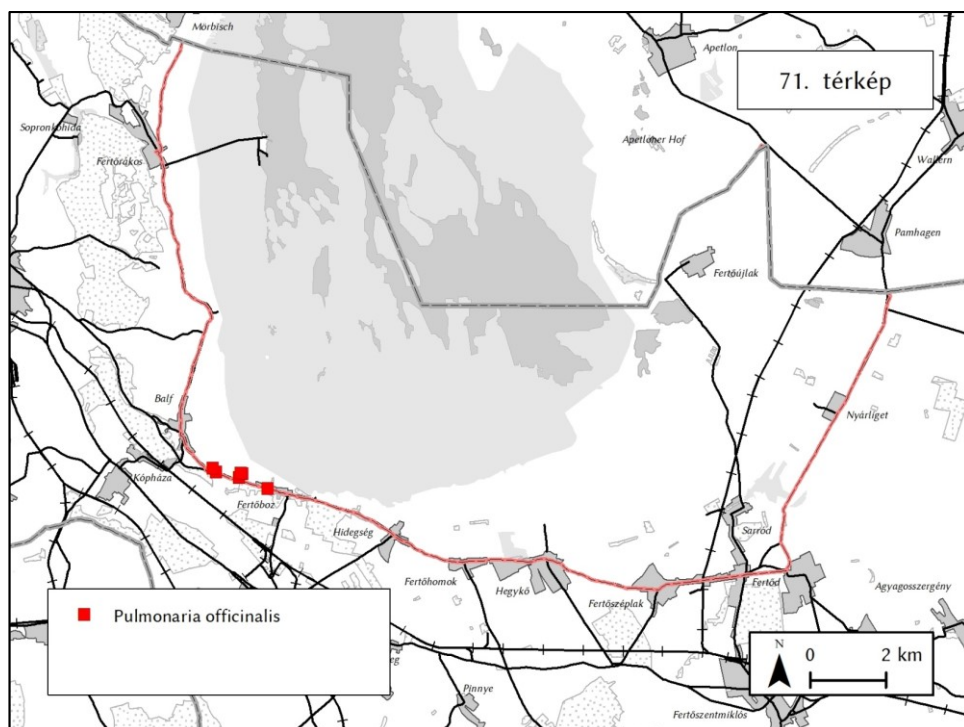 Mörbisch
Apetlon
71. térkép
Sopronkőhida
Apetloner Hof
Wallern
Fertőrákos
Pamhagen
Fertőújlak
Balf
Nyárliget
Kópháza
Fertőboz
Hidegség
Sarród
Fertőhomok
Hegykő
Fertőszéplak
Fertőd
Agyagosszergény
Pulmonaria officinalis
N
0 2 km
Pinnye
Fertőszentmiklós